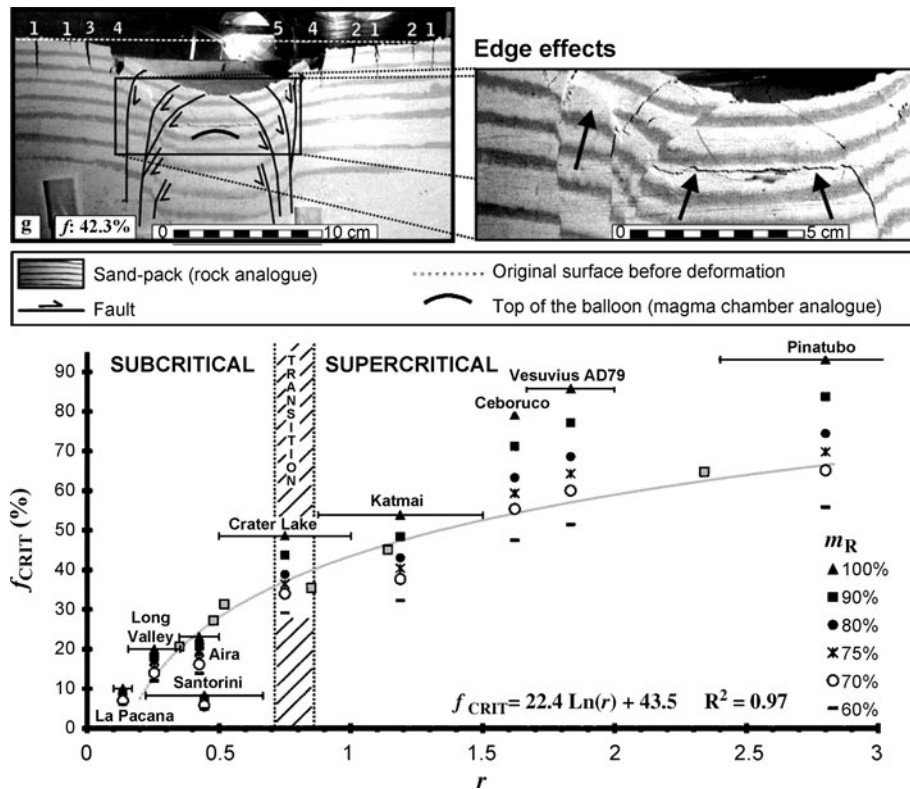 1 1 3 4 5 4 2 1 2 1
Edge effects
g f: 42.3% 0 10 cm
0 5 cm
Sand-pack (rock analogue)
Original surface before deformation
Fault
Top of the balloon (magma chamber analogue)
SUBCRITICAL
TRANSITION
SUPERCRITICAL
Pinatubo
Vesuvius AD79
Ceboruco
Katmai
Crater Lake
Long
Valley
Aira
Santorini
La Pacana
f CRIT (%)
90
80
70
60
50
40
30
20
10
0
mR
100%
90%
80%
75%
70%
60%
f CRIT= 22.4 Ln(r) + 43.5 R² = 0.97
0 0.5 1 1.5 2 2.5 3
r